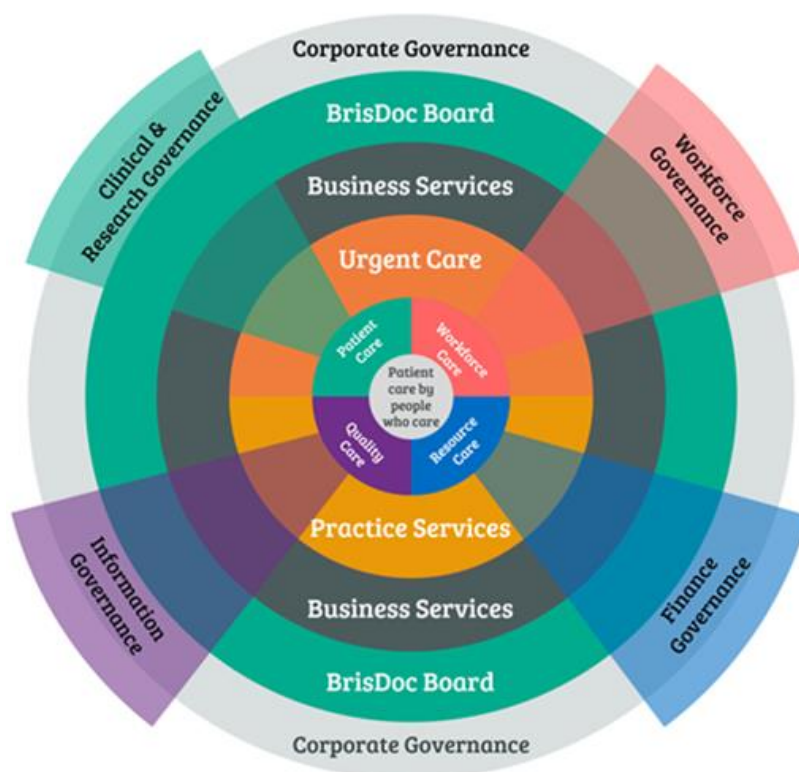 Corporate Governance
Clinical &
Research Governance
BrisDoc Board
Workforce
Governance
Business Services
Urgent Care
Patient
Care
Workforce
Care
Patient
care by
people
who care
Quality
Care
Resource
Care
Practice Services
Information
Governance
Finance
Governance
Business Services
BrisDoc Board
Corporate Governance